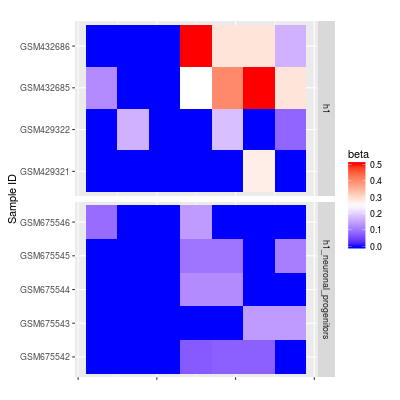 GSM432686
GSM432685
GSM429322
GSM429321
h1
GSM675546
GSM675545
GSM675544
GSM675543
GSM675542
h1_neuronal_progenitors
Sample ID
beta
0.5
0.4
0.3
0.2
0.1
0.0